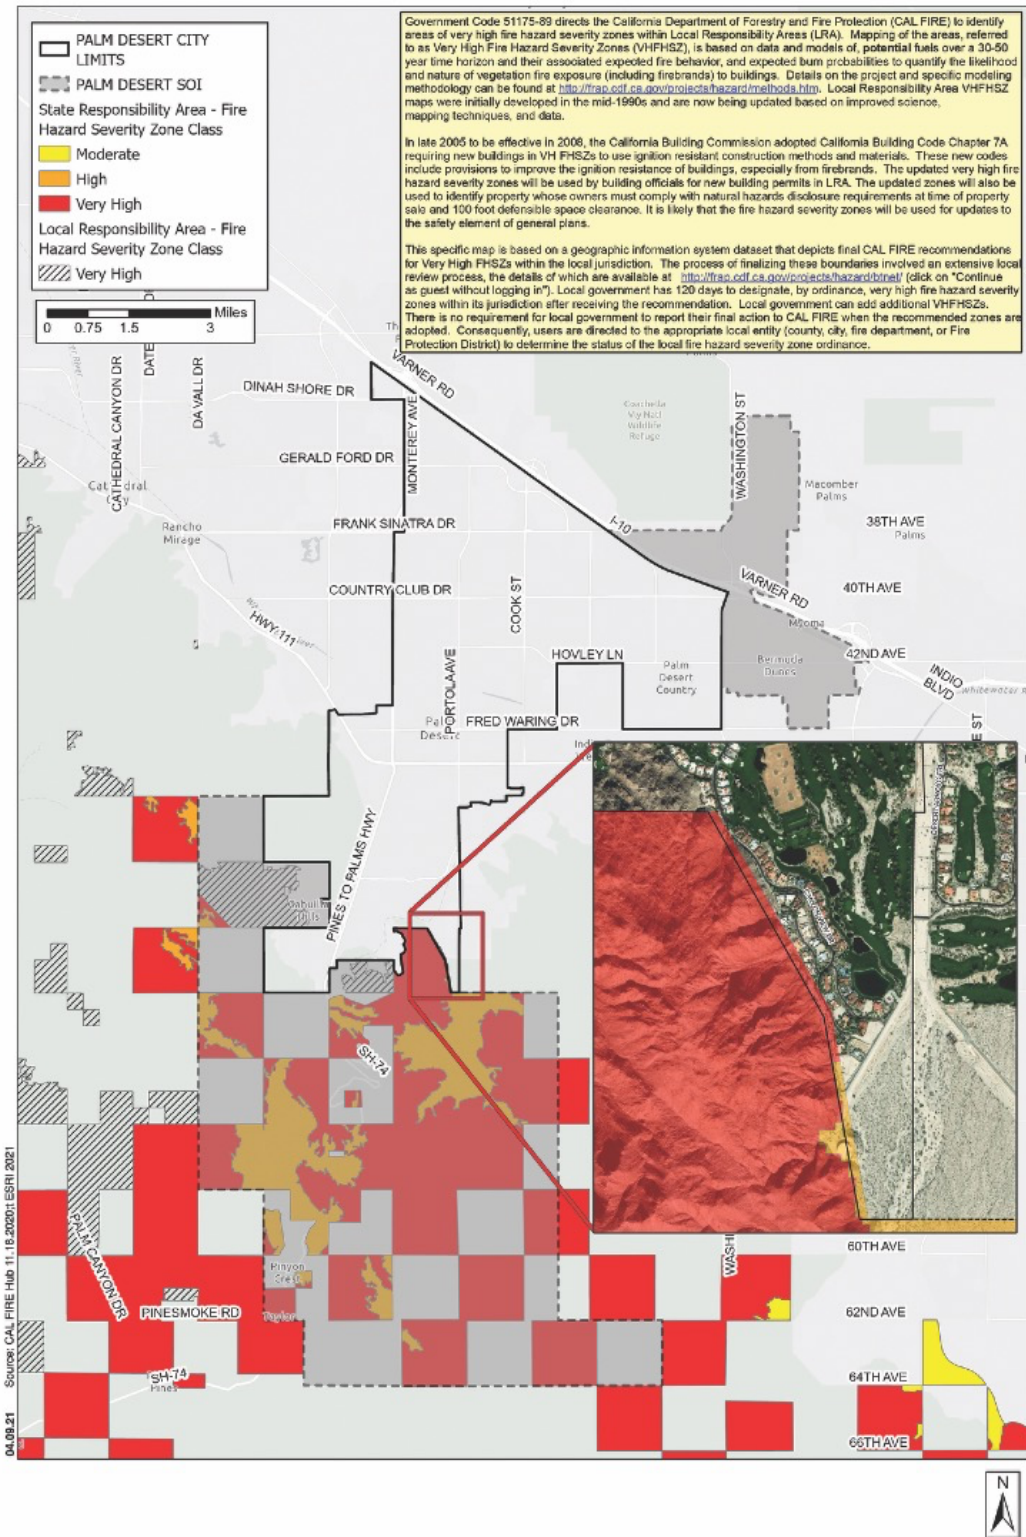 PALM DESERT CITY
LIMITS
PALM DESERT SOI
State Responsibility Area - Fire
Hazard Severity Zone Class
Moderate
High
Very High
Local Responsibility Area - Fire
Hazard Severity Zone Class
Very High
Miles
0 0.75 1.5 3
Government Code 51175-89 directs the California Department of Forestry and Fire Protection (CAL FIRE) to identify
areas of very high fire hazard severity zones within Local Responsibility Areas (LRA). Mapping of the areas, referred
to as Very High Fire Hazard Severity Zones (VHFHSZ), is based on data and models of, potential fuels over a 30-50
year time horizon and their associated expected fire behavior, and expected burn probabilities to quantify the likelihood
and nature of vegetation fire exposure (including firebrands) to buildings. Details on the project and specific modeling
methodology can be found at http://frap.cdf.ca.gov/projects/hazard/methods.htm. Local Responsibility Area VHFHSZ
maps were initially developed in the mid-1990s and are now being updated based on improved science,
mapping techniques, and data.
In late 2005 to be effective in 2008, the California Building Commission adopted California Building Code Chapter 7A
requiring new buildings in VH FHSZs to use ignition resistant construction methods and materials. These new codes
include provisions to improve the ignition resistance of buildings, especially from firebrands. The updated very high fire
hazard severity zones will be used by building officials for new building permits in LRA. The updated zones will also be
used to identify property whose owners must comply with natural hazards disclosure requirements at time of property
sale and 100 foot defensible space clearance. It is likely that the fire hazard severity zones will be used for updates to
the safety element of general plans.
This specific map is based on a geographic information system dataset that depicts final CAL FIRE recommendations
for Very High FHSZs within the local jurisdiction. The process of finalizing these boundaries involved an extensive local
review process, the details of which are available at http://frap.cdf.ca.gov/projects/hazard/btnet/ (click on "Continue
as guest without logging in"). Local government has 120 days to designate, by ordinance, very high fire hazard severity
zones within its jurisdiction after receiving the recommendation. Local government can add additional VHFHSZs.
There is no requirement for local government to report their final action to CAL FIRE when the recommended zones are
adopted. Consequently, users are directed to the appropriate local entity (county, city, fire department, or Fire
Protection District) to determine the status of the local fire hazard severity zone ordinance.
CATHEDRAL CANYON DR
DA VALL DR
DINAH SHORE DR
VARNER RD
MONTEREY AVE
Coachella
Vly Natl
Wildlife
Refuge
WASHINGTON ST
GERALD FORD DR
Cathedral
City
Macomber
Palms
Rancho
Mirage
FRANK SINATRA DR
I-10
38TH AVE
Palms
COUNTRY CLUB DR
COOK ST
VARNER RD
40TH AVE
HWY 111
Myoma
HOVLEY LN
42ND AVE
PORTOLA AVE
Palm
Desert
Country
Bermuda
Dunes
INDIO
BLVD
Palm
Desert
FRED WARING DR
PINES TO PALMS HWY
Cahuilla
Hills
SH-74
PALM CANYON DR
60TH AVE
Pinyon
Crest
PINESMOKE RD
62ND AVE
SH-74
Pines
64TH AVE
66TH AVE
04.09.21 Source: CAL FIRE Hub 11.18.2020; ESRI 2021
N